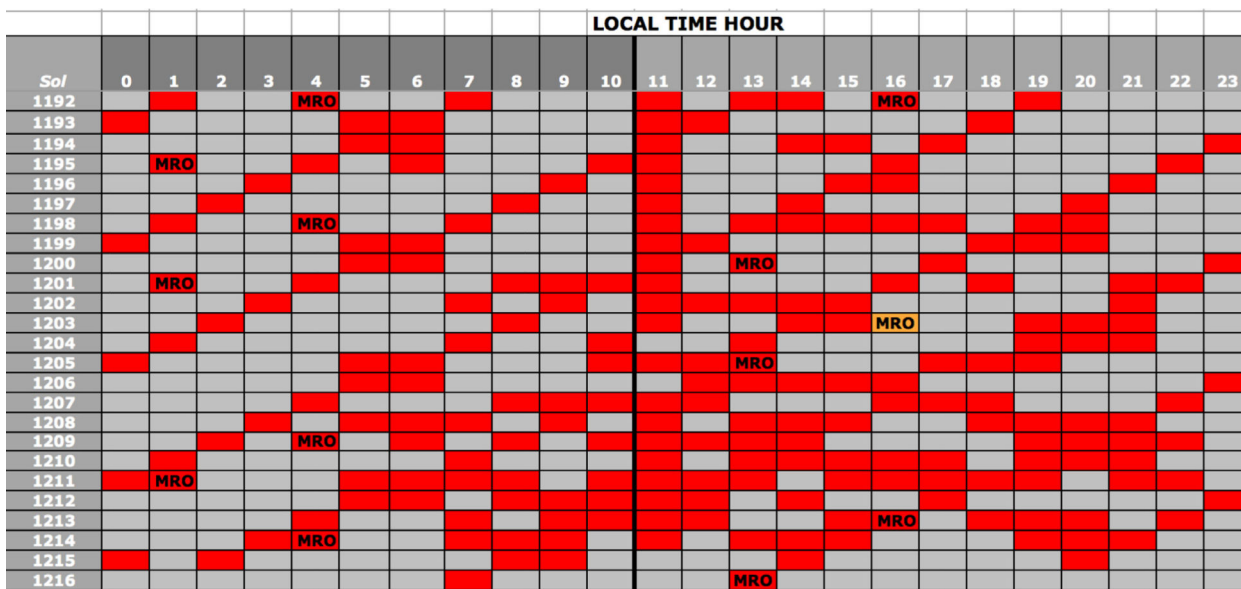 LOCAL TIME HOUR
Sol 0 1 2 3 4 5 6 7 8 9 10 11 12 13 14 15 16 17 18 19 20 21 22 23
1192 MRO MRO
1193
1194
1195 MRO
1196
1197
1198 MRO
1199
1200 MRO
1201 MRO
1202
1203 MRO
1204
1205 MRO
1206
1207
1208
1209 MRO
1210
1211 MRO
1212
1213 MRO
1214 MRO
1215
1216 MRO